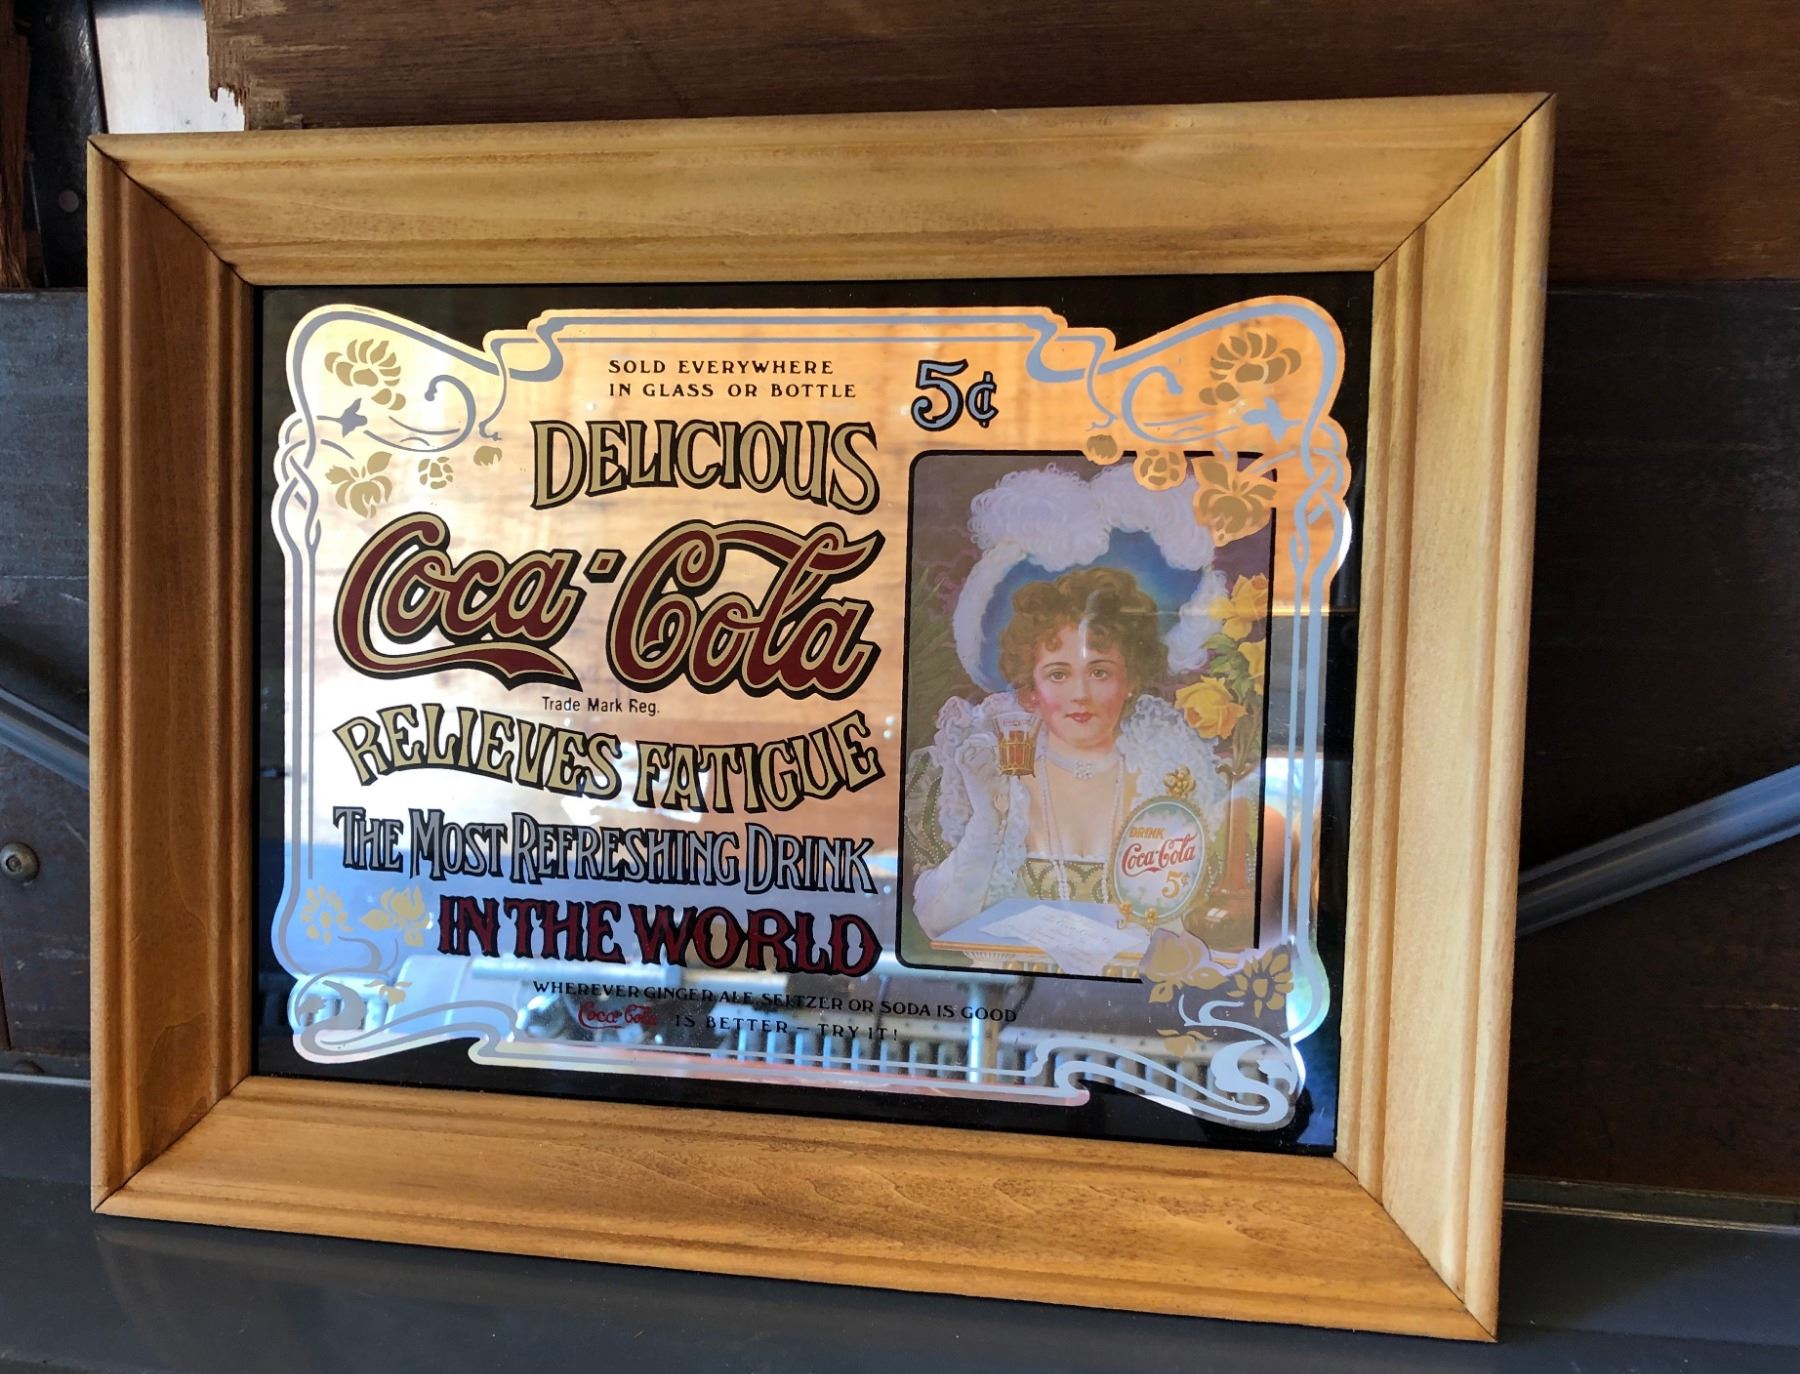 SOLD EVERYWHERE
IN GLASS OR BOTTLE
5¢
DELICIOUS
Coca-Cola
Trade Mark Reg.
RELIEVES FATIGUE
THE MOST REFRESHING DRINK
IN THE WORLD
WHEREVER GINGER ALE, SELTZER OR SODA IS GOOD
Coca-Cola IS BETTER – TRY IT!
DRINK
Coca-Cola
5¢